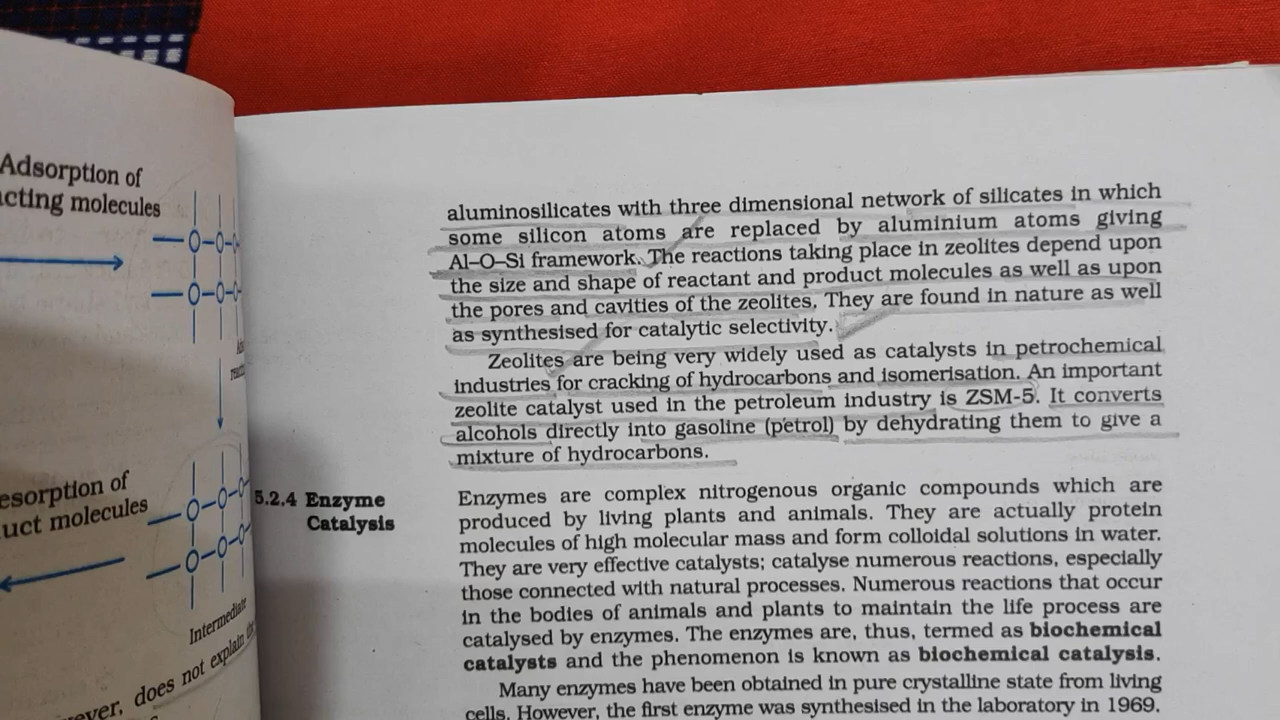 Adsorption of
acting molecules
esorption of
uct molecules
Intermediate
does not explain
aluminosilicates with three dimensional network of silicates in which
some silicon atoms are replaced by aluminium atoms giving
Al–O–Si framework. The reactions taking place in zeolites depend upon
the size and shape of reactant and product molecules as well as upon
the pores and cavities of the zeolites. They are found in nature as well
as synthesised for catalytic selectivity.
Zeolites are being very widely used as catalysts in petrochemical
industries for cracking of hydrocarbons and isomerisation. An important
zeolite catalyst used in the petroleum industry is ZSM-5. It converts
alcohols directly into gasoline (petrol) by dehydrating them to give a
mixture of hydrocarbons.
5.2.4 Enzyme
Catalysis
Enzymes are complex nitrogenous organic compounds which are
produced by living plants and animals. They are actually protein
molecules of high molecular mass and form colloidal solutions in water.
They are very effective catalysts; catalyse numerous reactions, especially
those connected with natural processes. Numerous reactions that occur
in the bodies of animals and plants to maintain the life process are
catalysed by enzymes. The enzymes are, thus, termed as biochemical
catalysts and the phenomenon is known as biochemical catalysis.
Many enzymes have been obtained in pure crystalline state from living
cells. However, the first enzyme was synthesised in the laboratory in 1969.